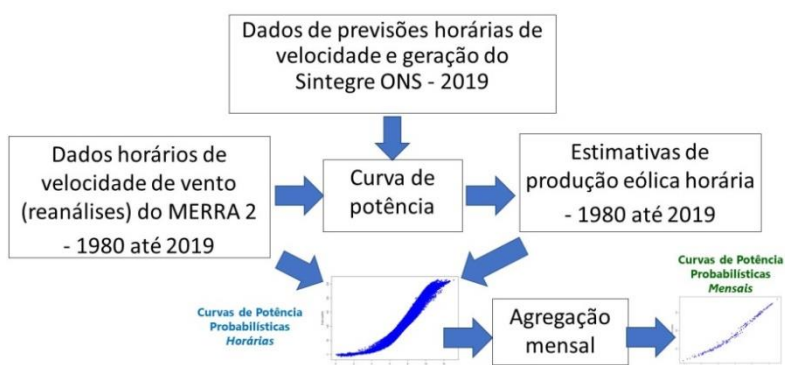 Dados de previsões horárias de
velocidade e geração do
Sintegre ONS - 2019
Dados horários de
velocidade de vento
(reanálises) do MERRA 2
- 1980 até 2019
Curva de
potência
Estimativas de
produção eólica horária
- 1980 até 2019
Curvas de Potência
Probabilísticas
Horárias
Agregação
mensal
Curvas de Potência
Probabilísticas
Mensais